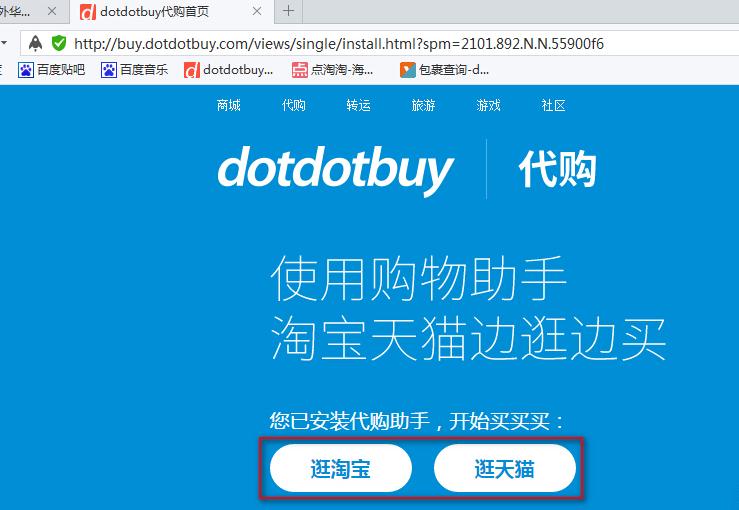 外华...
dotdotbuy代购首页
http://buy.dotdotbuy.com/views/single/install.html?spm=2101.892.N.N.55900f6
百度贴吧 百度音乐 dotdotbuy... 点淘淘-海... 包裹查询-d...
商城 代购 转运 旅游 游戏 社区
dotdotbuy 代购
使用购物助手
淘宝天猫边逛边买
您已安装代购助手，开始买买买：
逛淘宝 逛天猫